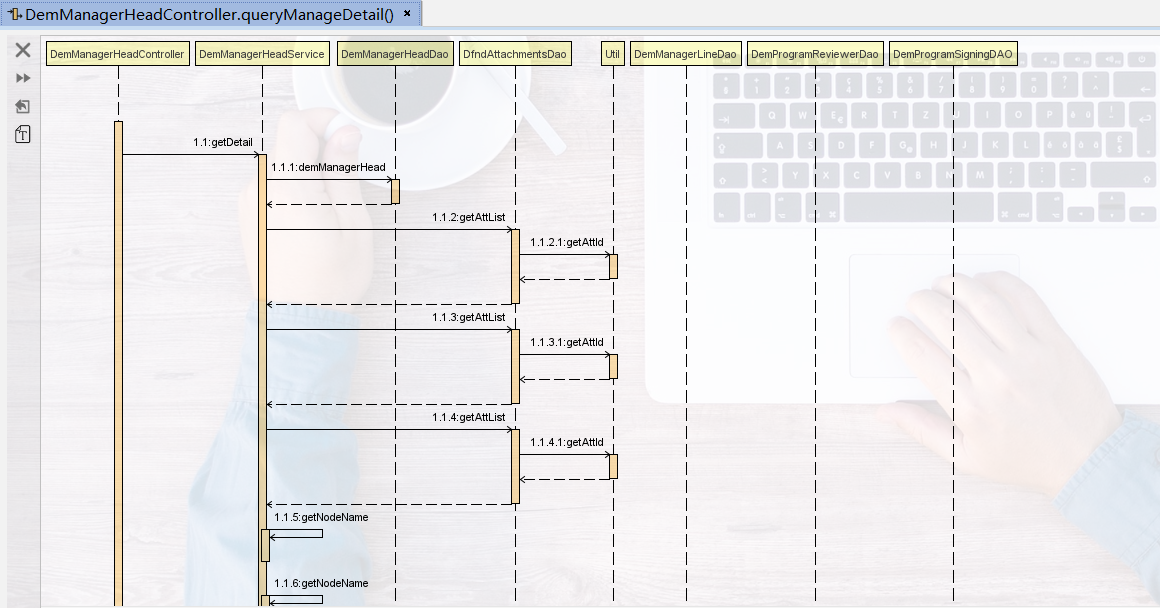 DemManagerHeadController.queryManageDetail() ×
DemManagerHeadController DemManagerHeadService DemManagerHeadDao DfndAttachmentsDao Util DemManagerLineDao DemProgramReviewerDao DemProgramSigningDAO
1.1:getDetail
1.1.1:demManagerHead
1.1.2:getAttList
1.1.2.1:getAttId
1.1.3:getAttList
1.1.3.1:getAttId
1.1.4:getAttList
1.1.4.1:getAttId
1.1.5:getNodeName
1.1.6:getNodeName